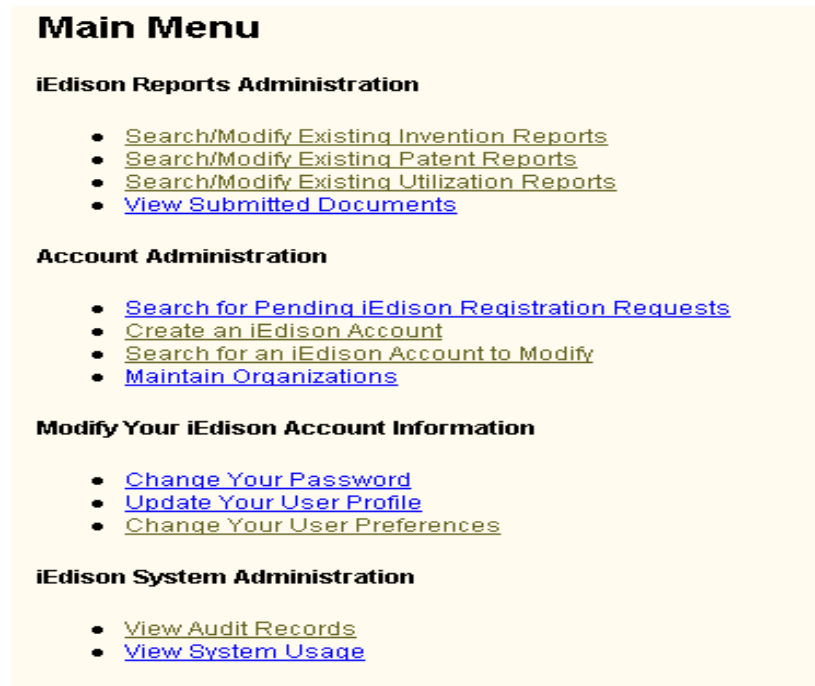 Main Menu
iEdison Reports Administration
Search/Modify Existing Invention Reports
Search/Modify Existing Patent Reports
Search/Modify Existing Utilization Reports
View Submitted Documents
Account Administration
Search for Pending iEdison Registration Requests
Create an iEdison Account
Search for an iEdison Account to Modify
Maintain Organizations
Modify Your iEdison Account Information
Change Your Password
Update Your User Profile
Change Your User Preferences
iEdison System Administration
View Audit Records
View System Usage